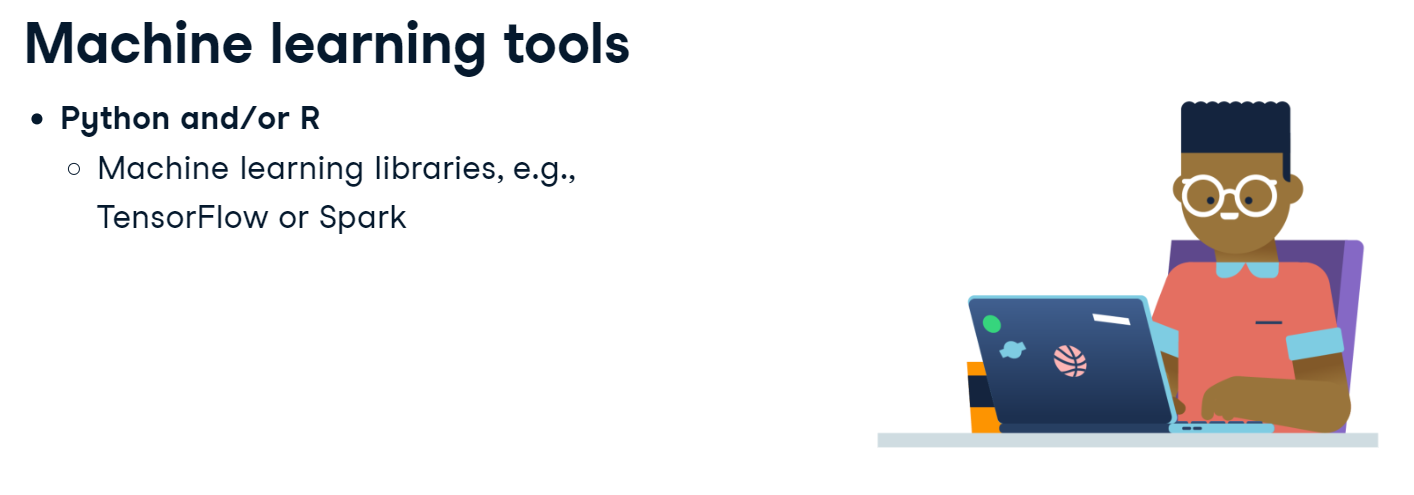 Machine learning tools
• Python and/or R
○ Machine learning libraries, e.g.,
TensorFlow or Spark